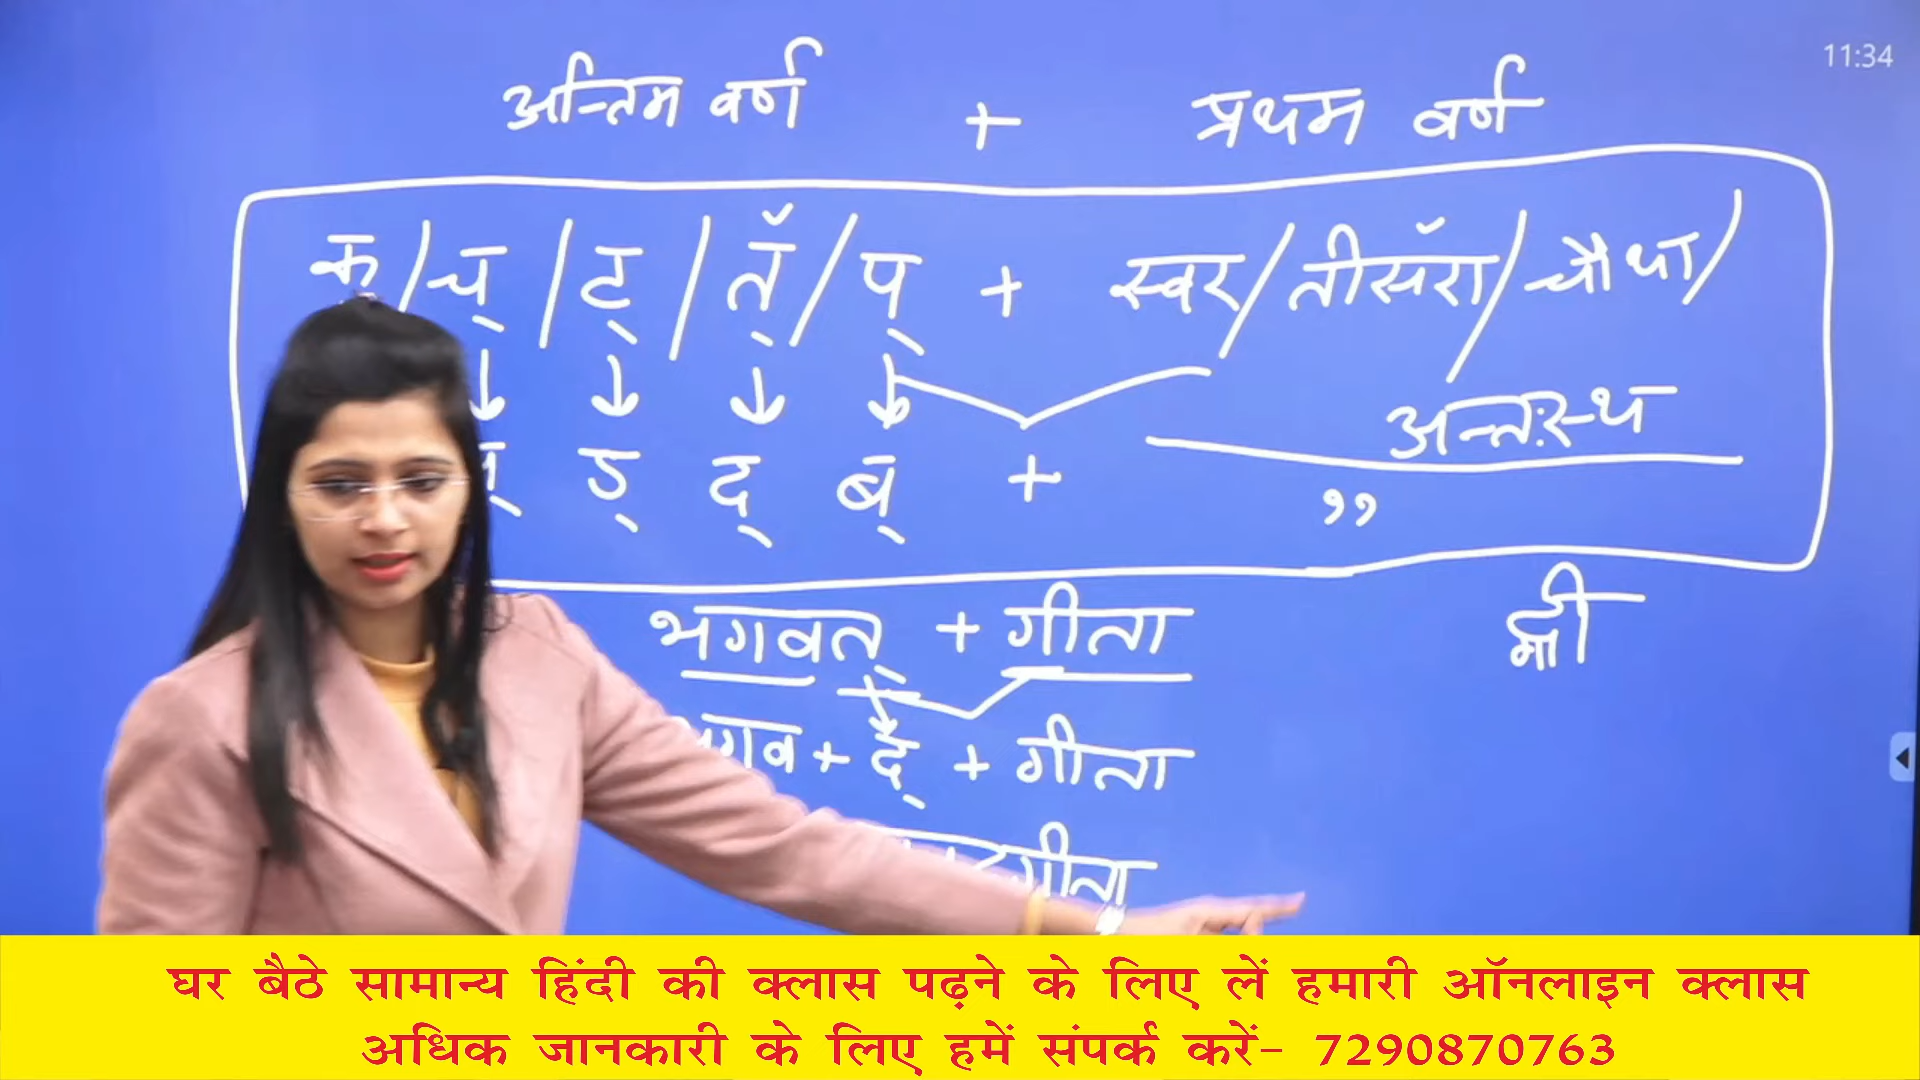 11:34
अन्तिम वर्ण + प्रथम वर्ण
क/च्/ट्/त्/प् + स्वर/तीसरा/चौथा/
अन्तःस्थ
ड् द् ब् + ,,
भगवत् + गीता
+ द् + गीता
गीता
घर बैठे सामान्य हिंदी की क्लास पढ़ने के लिए लें हमारी ऑनलाइन क्लास
अधिक जानकारी के लिए हमें संपर्क करें- 7290870763